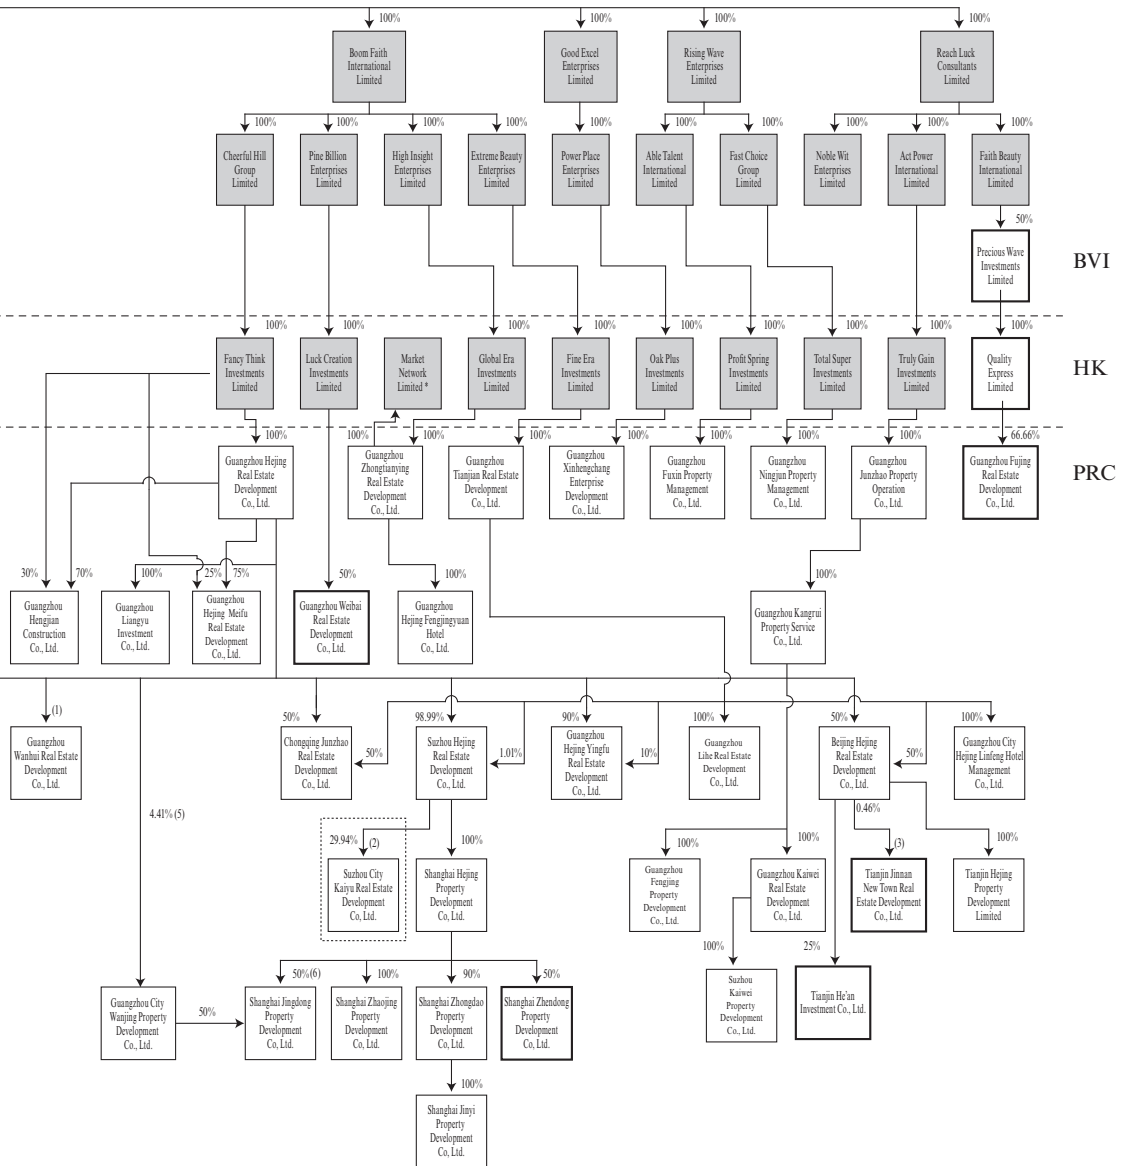 100%
100%
100%
100%
Boom Faith
International
Limited
Good Excel
Enterprises
Limited
Rising Wave
Enterprises
Limited
Reach Luck
Consultants
Limited
100%
100%
100%
100%
100%
100%
100%
100%
100%
100%
Cheerful Hill
Group
Limited
Pine Billion
Enterprises
Limited
High Insight
Enterprises
Limited
Extreme Beauty
Enterprises
Limited
Power Place
Enterprises
Limited
Able Talent
International
Limited
Fast Choice
Group
Limited
Noble Wit
Enterprises
Limited
Act Power
International
Limited
Faith Beauty
International
Limited
50%
Precious Wave
Investments
Limited
BVI
100%
100%
100%
100%
100%
100%
100%
100%
100%
Fancy Think
Investments
Limited
Luck Creation
Investments
Limited
Market
Network
Limited *
Global Era
Investments
Limited
Fine Era
Investments
Limited
Oak Plus
Investments
Limited
Profit Spring
Investments
Limited
Total Super
Investments
Limited
Truly Gain
Investments
Limited
Quality
Express
Limited
HK
100%
100%
100%
100%
100%
100%
100%
100%
66.66%
Guangzhou Hejing
Real Estate
Development
Co., Ltd.
Guangzhou
Zhongtianying
Real Estate
Development
Co., Ltd.
Guangzhou
Tianjian Real Estate
Development
Co., Ltd.
Guangzhou
Xinhengchang
Enterprise
Development
Co., Ltd.
Guangzhou
Fuxin Property
Management
Co., Ltd.
Guangzhou
Ningjun Property
Management
Co., Ltd.
Guangzhou
Junzhao Property
Operation
Co., Ltd.
Guangzhou Fujing
Real Estate
Development
Co., Ltd.
PRC
30%
70%
100%
25%
75%
50%
100%
100%
Guangzhou
Hengjian
Construction
Co., Ltd.
Guangzhou
Liangyu
Investment
Co., Ltd.
Guangzhou
Hejing Meifu
Real Estate
Development
Co., Ltd.
Guangzhou Weibai
Real Estate
Development
Co., Ltd.
Guangzhou
Hejing Fengjingyuan
Hotel
Co., Ltd.
Guangzhou Kangrui
Property Service
Co., Ltd.
(1)
50%
98.99%
90%
100%
50%
100%
Guangzhou
Wanhui Real Estate
Development
Co., Ltd.
Chongqing Junzhao
Real Estate
Development
Co., Ltd.
50%
Suzhou Hejing
Real Estate
Development
Co., Ltd.
1.01%
Guangzhou
Hejing Yingfu
Real Estate
Development
Co., Ltd.
10%
Guangzhou
Lihe Real Estate
Development
Co., Ltd.
Beijing Hejing
Real Estate
Development
Co., Ltd.
50%
Guangzhou City
Hejing Linfeng Hotel
Management
Co., Ltd.
4.41% (5)
0.46%
29.94%
(2)
100%
100%
100%
(3)
100%
Suzhou City
Kaiyu Real Estate
Development
Co, Ltd.
Shanghai Hejing
Property
Development
Co, Ltd.
Guangzhou
Fengjing
Property
Development
Co., Ltd.
Guangzhou Kaiwei
Real Estate
Development
Co., Ltd.
Tianjin Jinnan
New Town Real
Estate Development
Co., Ltd.
Tianjin Hejing
Property
Development
Limited
100%
25%
50%(6)
100%
90%
50%
Guangzhou City
Wanjing Property
Development
Co., Ltd.
50%
Shanghai Jingdong
Property
Development
Co, Ltd.
Shanghai Zhaojing
Property
Development
Co, Ltd.
Shanghai Zhongdao
Property
Development
Co, Ltd.
Shanghai Zhendong
Property
Development
Co, Ltd.
Suzhou
Kaiwei
Property
Development
Co., Ltd.
Tianjin He'an
Investment Co., Ltd.
100%
Shanghai Jinyi
Property
Development
Co, Ltd.